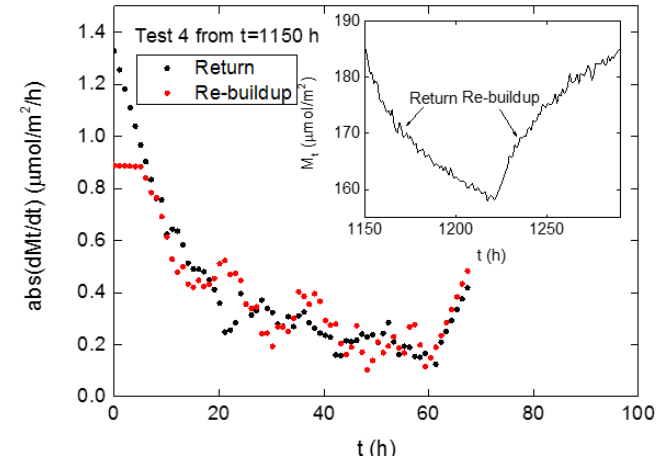 Test 4 from t=1150 h
Return
Re-buildup
abs(dMt/dt) (μmol/m²/h)
1.4
1.2
1.0
0.8
0.6
0.4
0.2
0.0
0
20
40
60
80
100
t (h)
M_t (μmol/m²)
190
180
170
160
Return Re-buildup
1150
1200
1250
t (h)